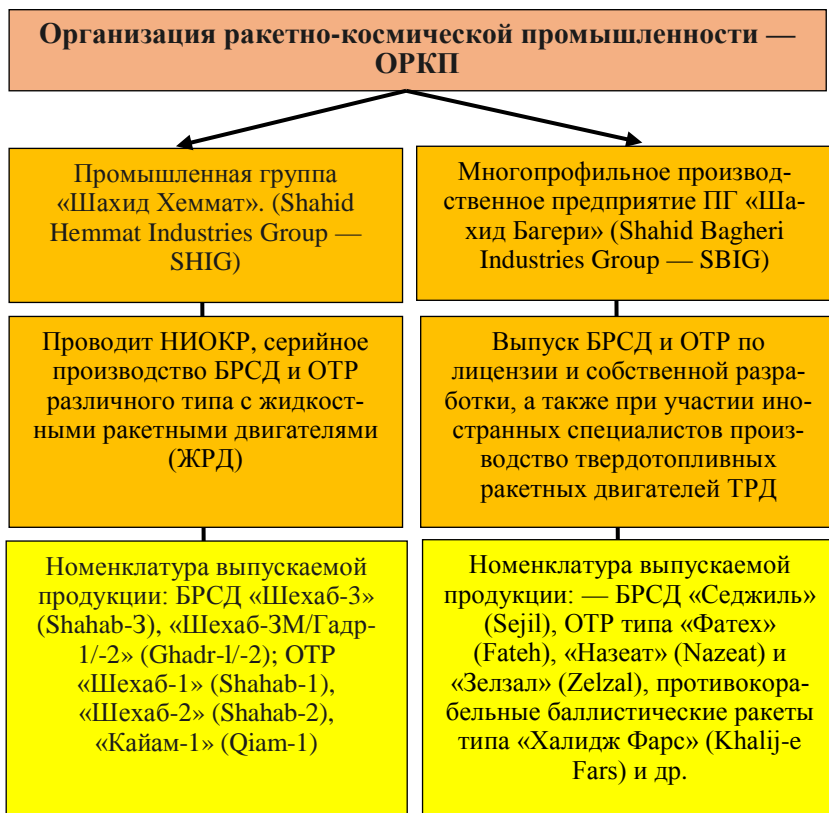 Организация ракетно-космической промышленности —
ОРКП
Промышленная группа
«Шахид Хеммат». (Shahid
Hemmat Industries Group —
SHIG)
Проводит НИОКР, серийное
производство БРСД и ОТР
различного типа с жидкост-
ными ракетными двигателями
(ЖРД)
Номенклатура выпускаемой
продукции: БРСД «Шехаб-3»
(Shahab-3), «Шехаб-3М/Гадр-
1/-2» (Ghadr-l/-2); ОТР
«Шехаб-1» (Shahab-1),
«Шехаб-2» (Shahab-2),
«Кайам-1» (Qiam-1)
Многопрофильное производ-
ственное предприятие ПГ «Ша-
хид Багери» (Shahid Bagheri
Industries Group — SBIG)
Выпуск БРСД и ОТР по
лицензии и собственной разра-
ботки, а также при участии ино-
странных специалистов произ-
водство твердотопливных
ракетных двигателей ТРД
Номенклатура выпускаемой
продукции: — БРСД «Седжиль»
(Sejil), ОТР типа «Фатех»
(Fateh), «Назеат» (Nazeat) и
«Зелзал» (Zelzal), противокора-
бельные баллистические ракеты
типа «Халидж Фарс» (Khalij-e
Fars) и др.